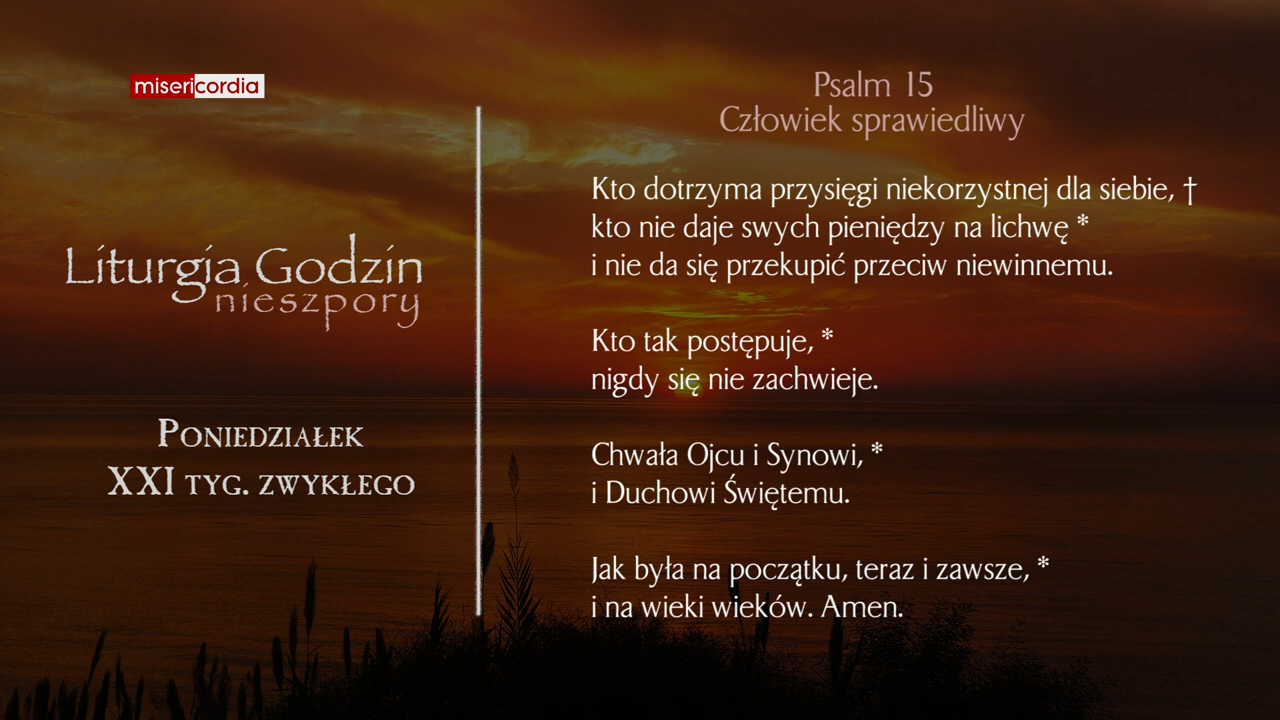 misericordia
Liturgia Godzin
nieszpory
Poniedziałek
XXI tyg. zwykłego
Psalm 15
Człowiek sprawiedliwy
Kto dotrzyma przysięgi niekorzystnej dla siebie, †
kto nie daje swych pieniędzy na lichwę *
i nie da się przekupić przeciw niewinnemu.
Kto tak postępuje, *
nigdy się nie zachwieje.
Chwała Ojcu i Synowi, *
i Duchowi Świętemu.
Jak była na początku, teraz i zawsze, *
i na wieki wieków. Amen.